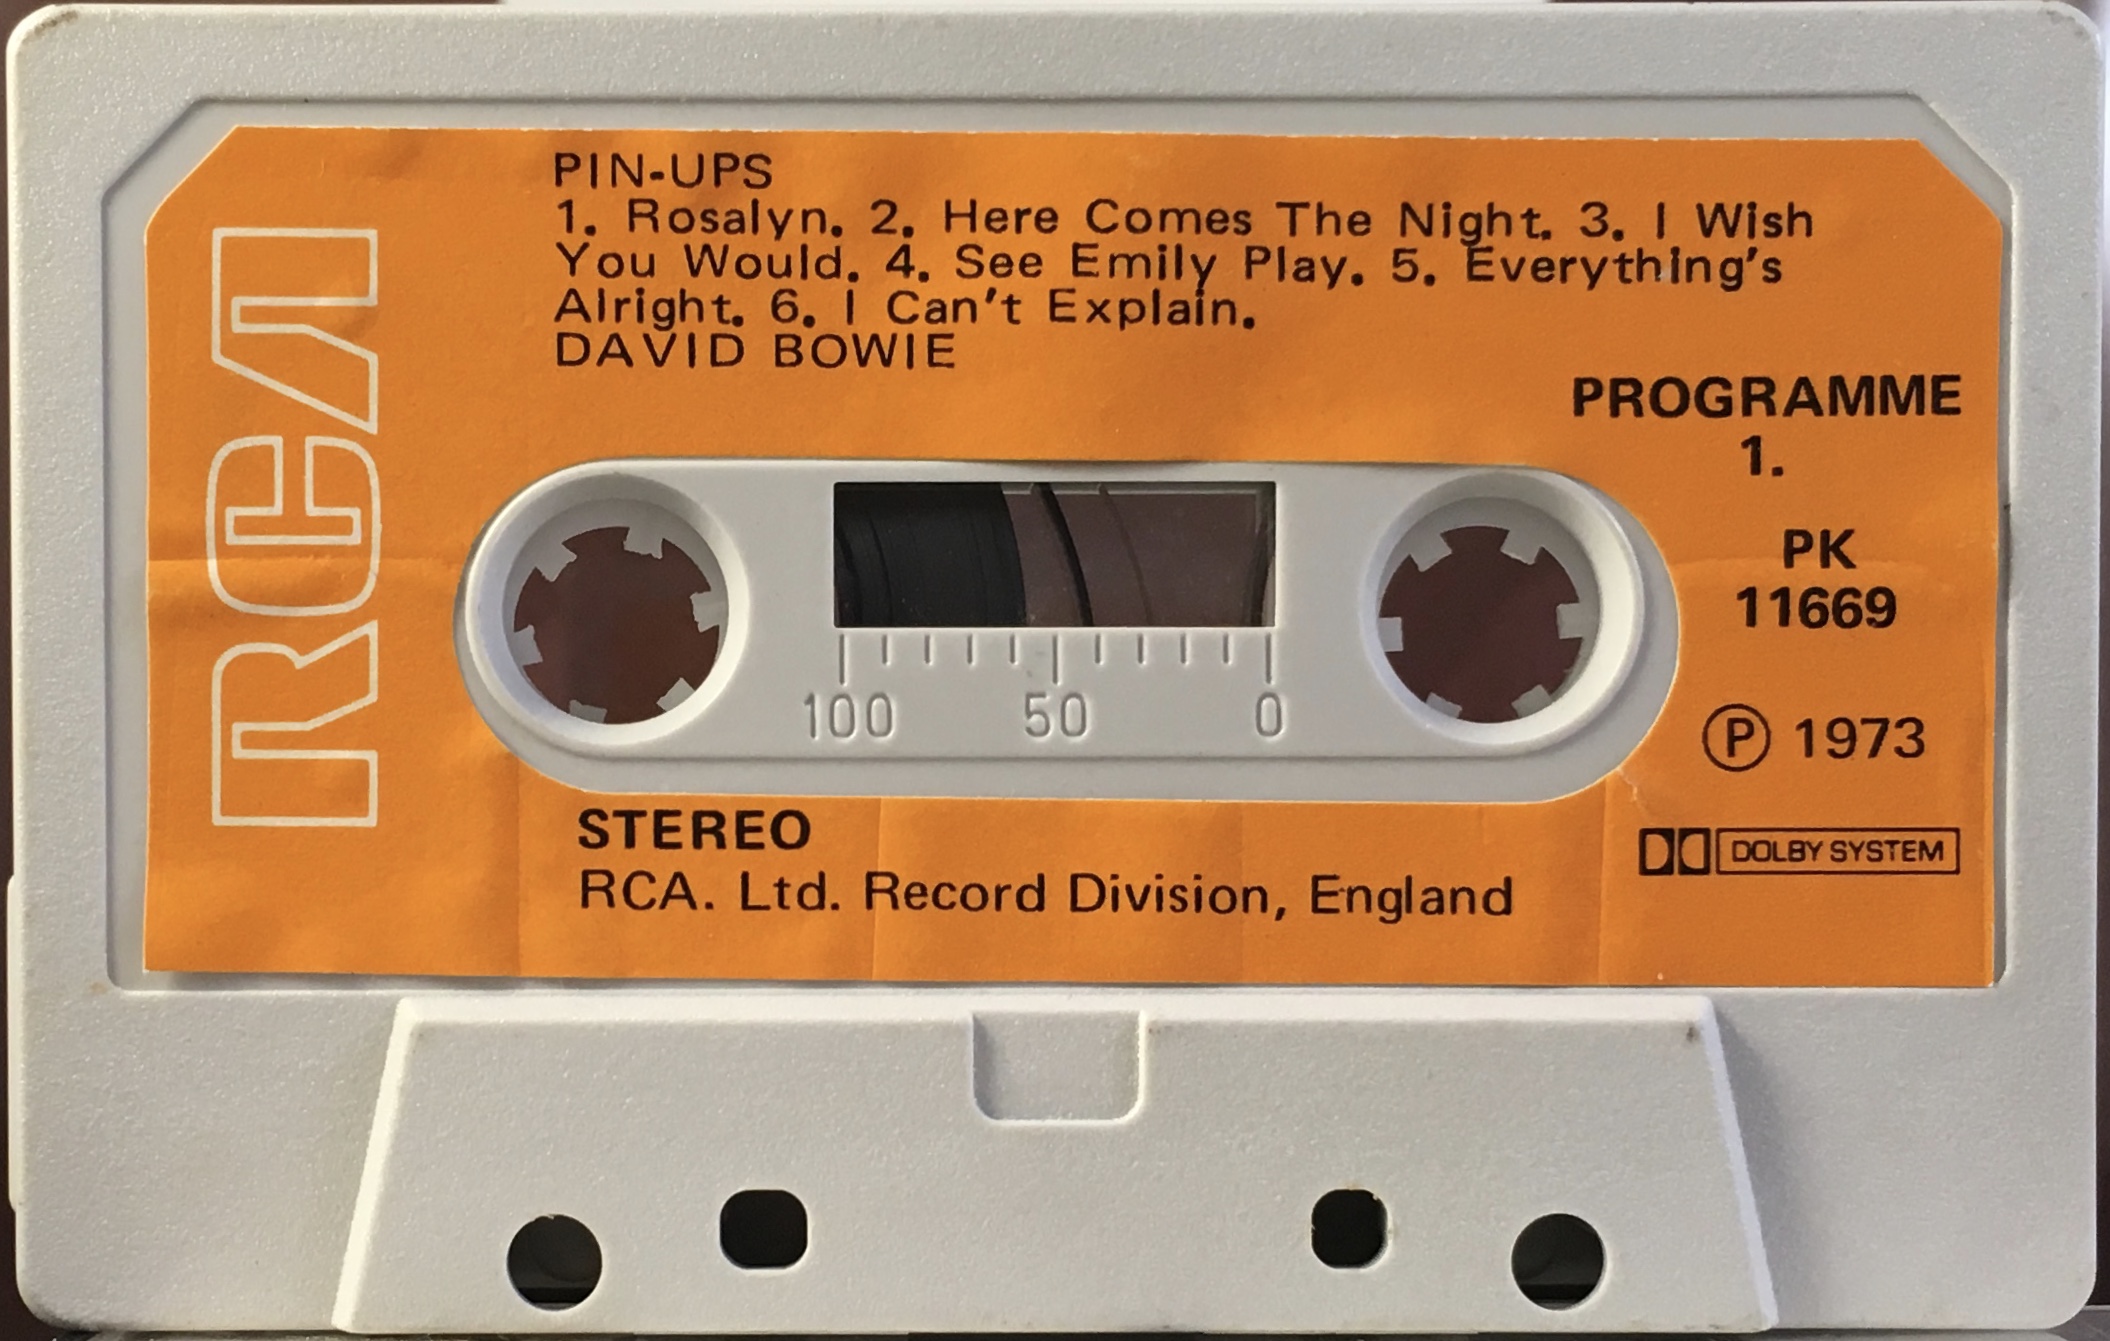 RCA
PIN-UPS
1. Rosalyn. 2. Here Comes The Night. 3. I Wish
You Would. 4. See Emily Play. 5. Everything's
Alright. 6. I Can't Explain.
DAVID BOWIE
PROGRAMME
1.
PK
11669
Ⓟ 1973
100 50 0
STEREO
RCA. Ltd. Record Division, England
DOLBY SYSTEM